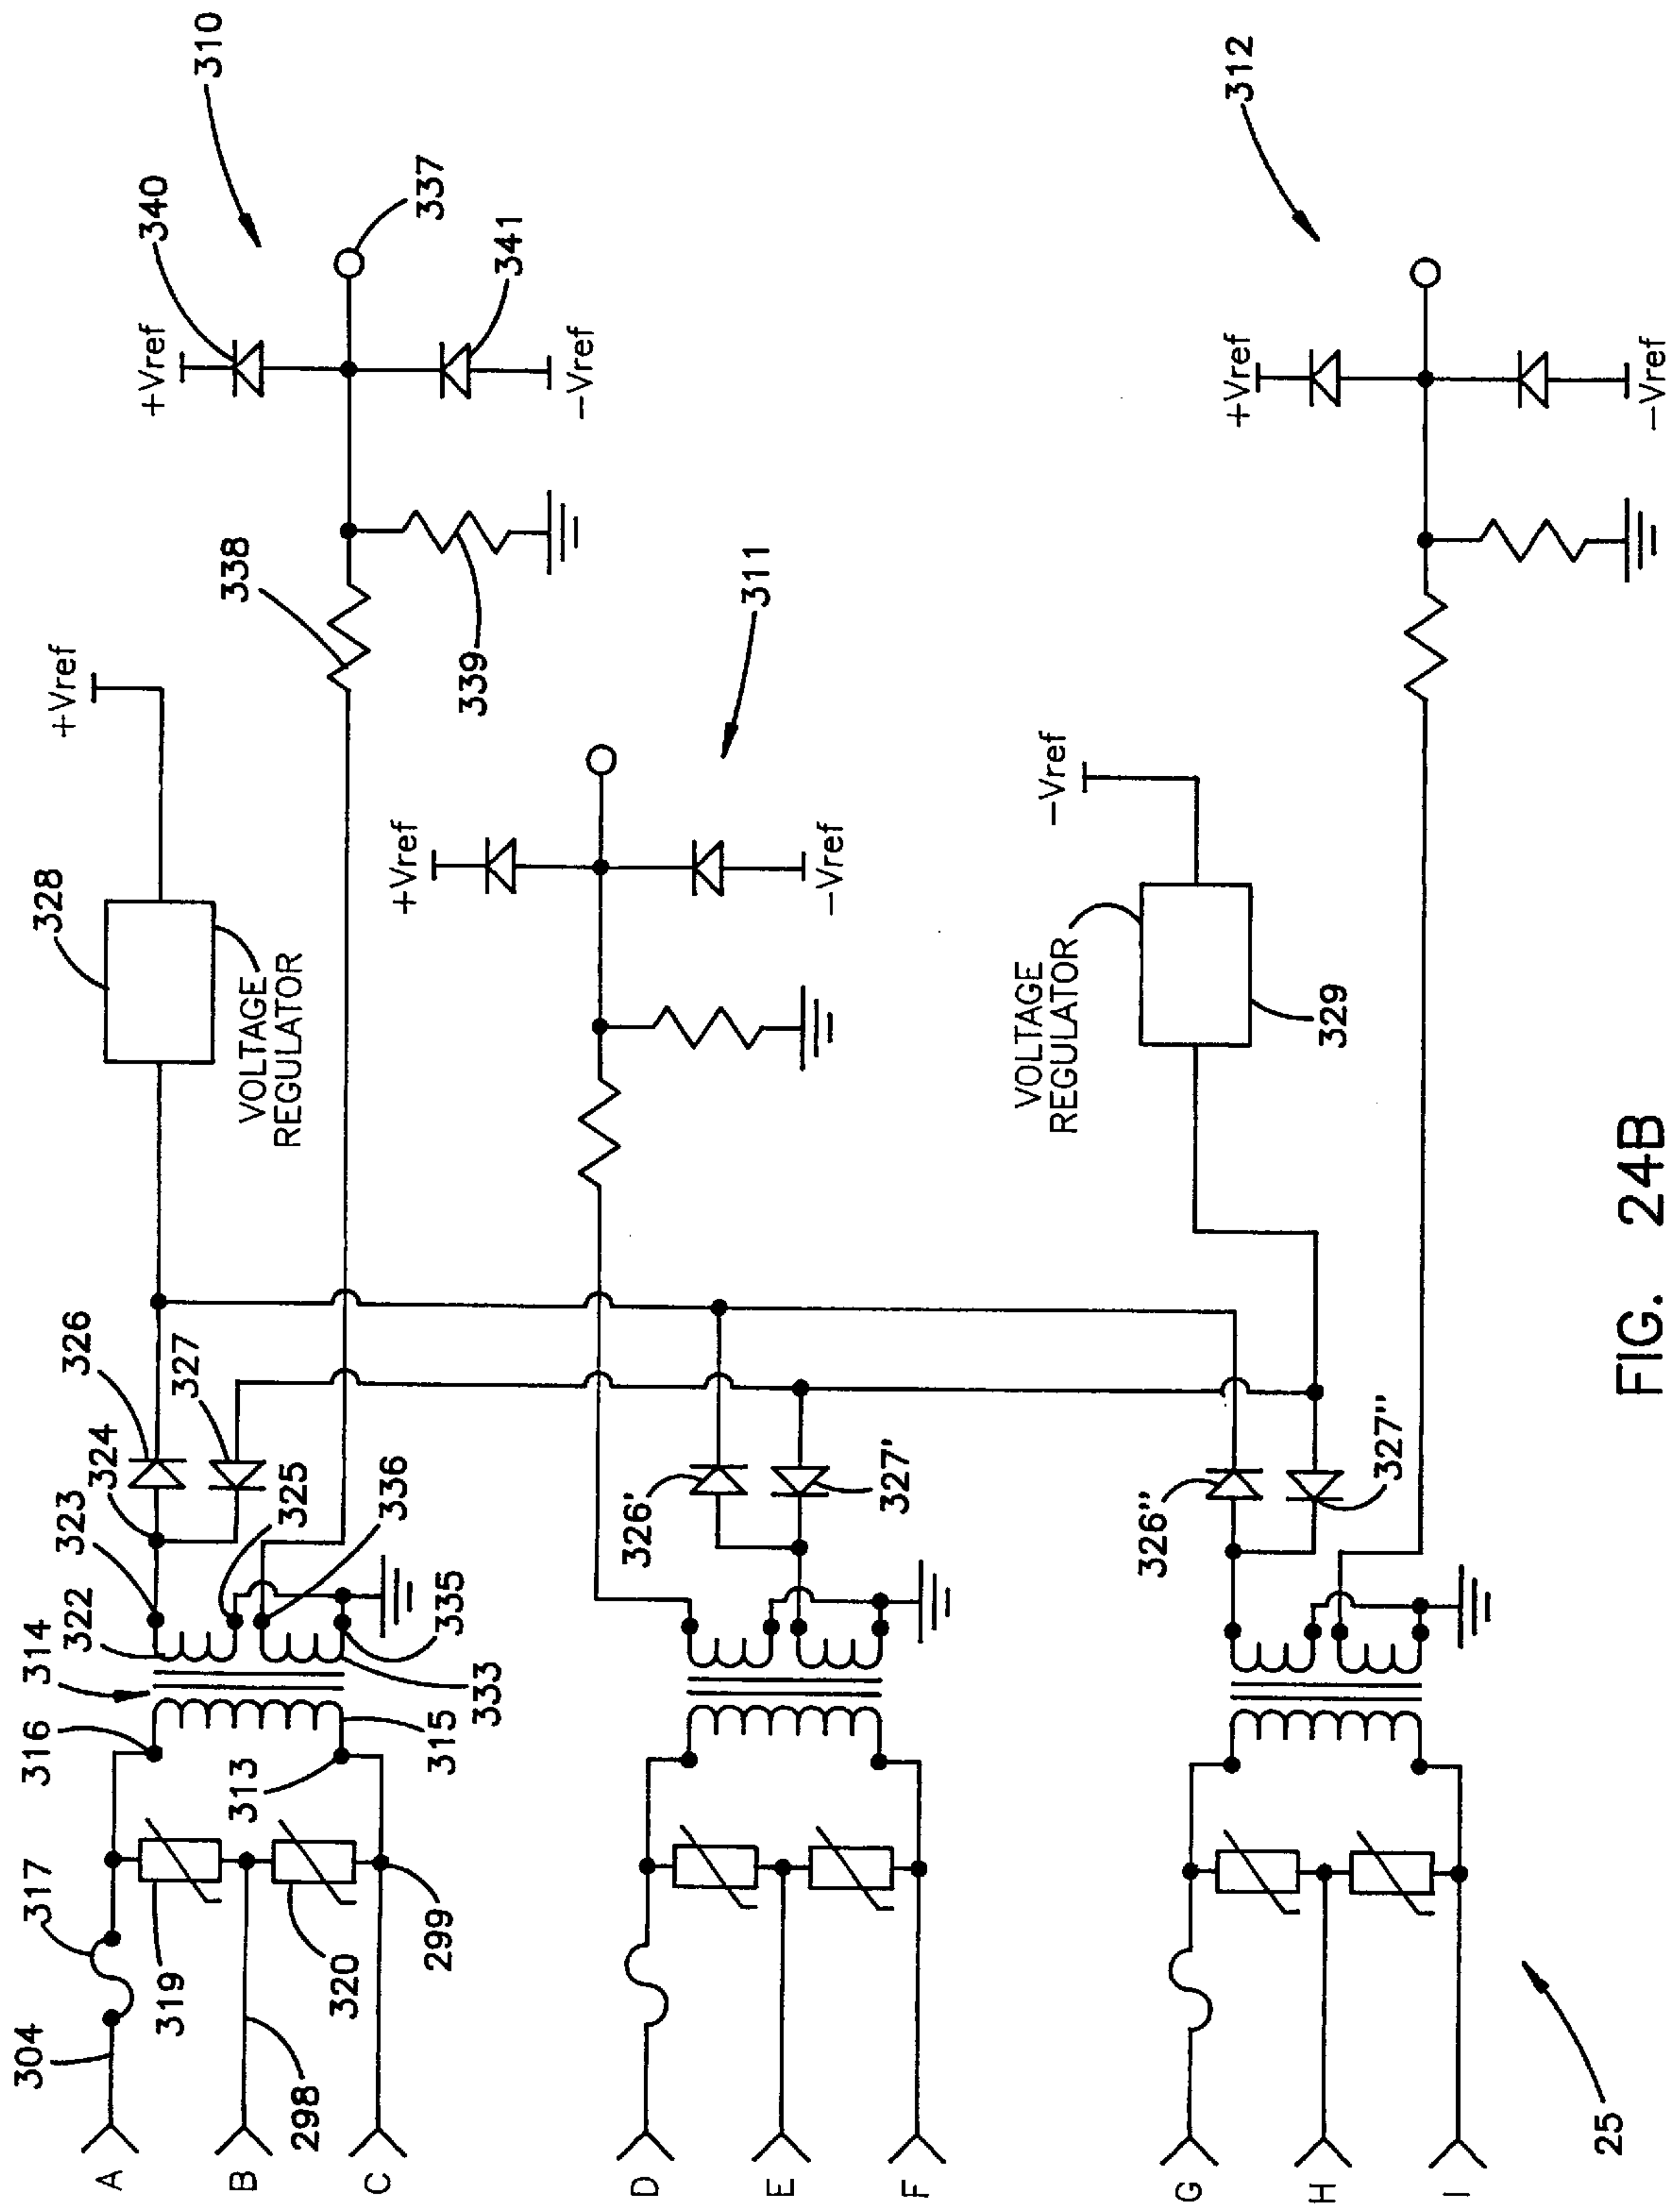 310
340
337
341
+Vref
-Vref
338
339
328
+Vref
VOLTAGE
REGULATOR
326
327
324
323
325
336
322
314
335
333
316
315
313
317
319
320
299
304
298
A
B
C
311
+Vref
-Vref
326'
327'
D
E
F
312
+Vref
-Vref
-Vref
VOLTAGE
REGULATOR
329
326"
327"
G
H
I
25
FIG. 24B